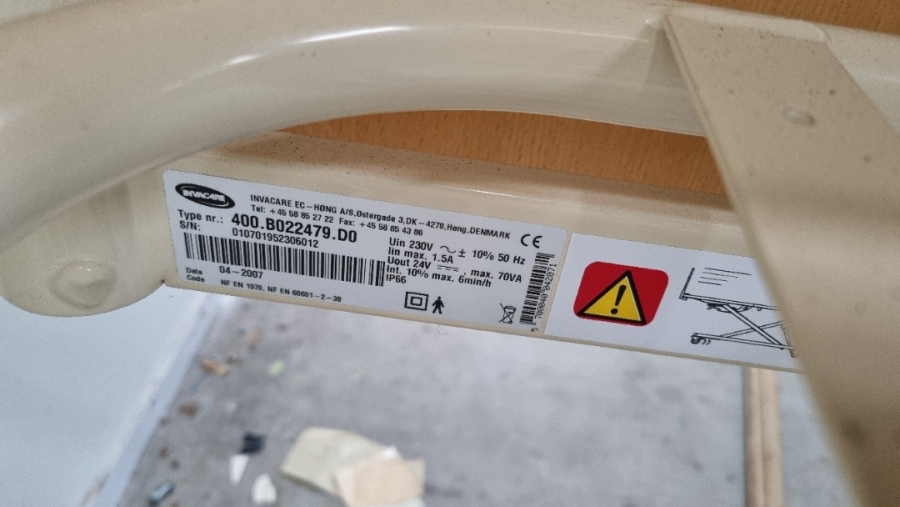 INVACARE
INVACARE EC-HØNG A/S.Østergade 3,DK-4270,Høng,DENMARK
Tel: +45 58 85 27 22 Fax: +45 58 85 43 86
Type nr.: 400.B022479.D0
S/N: 010701952306012
Uin 230V ~ ± 10% 50 Hz
Iin max. 1.5A
Uout 24V ⎓, max. 70VA
Int. 10% max. 6min/h
IP66
Date 04-2007
Code
NF EN 1970, NF EN 60601-2-38
CE
5 706040 042071